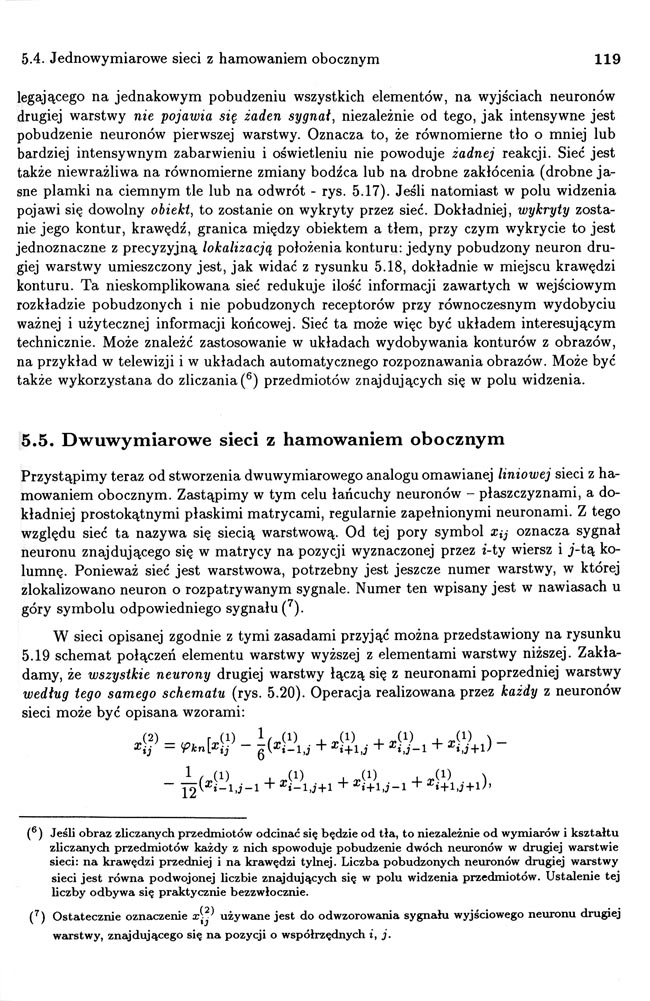 5.4. Jednowymiarowe sieci z hamowaniem obocznym 119
legającego na jednakowym pobudzeniu wszystkich elementów, na wyjściach neuronów
drugiej warstwy nie pojawia się żaden sygnał, niezależnie od tego, jak intensywne jest
pobudzenie neuronów pierwszej warstwy. Oznacza to, że równomierne tło o mniej lub
bardziej intensywnym zabarwieniu i oświetleniu nie powoduje żadnej reakcji. Sieć jest
także niewrażliwa na równomierne zmiany bodźca lub na drobne zakłócenia (drobne ja-
sne plamki na ciemnym tle lub na odwrót - rys. 5.17). Jeśli natomiast w polu widzenia
pojawi się dowolny obiekt, to zostanie on wykryty przez sieć. Dokładniej, wykryty zosta-
nie jego kontur, krawędź, granica między obiektem a tłem, przy czym wykrycie to jest
jednoznaczne z precyzyjną lokalizacją położenia konturu: jedyny pobudzony neuron dru-
giej warstwy umieszczony jest, jak widać z rysunku 5.18, dokładnie w miejscu krawędzi
konturu. Ta nieskomplikowana sieć redukuje ilość informacji zawartych w wejściowym
rozkładzie pobudzonych i nie pobudzonych receptorów przy równoczesnym wydobyciu
ważnej i użytecznej informacji końcowej. Sieć ta może więc być układem interesującym
technicznie. Może znaleźć zastosowanie w układach wydobywania konturów z obrazów,
na przykład w telewizji i w układach automatycznego rozpoznawania obrazów. Może być
także wykorzystana do zliczania (⁶) przedmiotów znajdujących się w polu widzenia.
5.5. Dwuwymiarowe sieci z hamowaniem obocznym
Przystąpimy teraz od stworzenia dwuwymiarowego analogu omawianej liniowej sieci z ha-
mowaniem obocznym. Zastąpimy w tym celu łańcuchy neuronów – płaszczyznami, a do-
kładniej prostokątnymi płaskimi matrycami, regularnie zapełnionymi neuronami. Z tego
względu sieć ta nazywa się siecią warstwową. Od tej pory symbol x_{ij} oznacza sygnał
neuronu znajdującego się w matrycy na pozycji wyznaczonej przez i-ty wiersz i j-tą ko-
lumnę. Ponieważ sieć jest warstwowa, potrzebny jest jeszcze numer warstwy, w której
zlokalizowano neuron o rozpatrywanym sygnale. Numer ten wpisany jest w nawiasach u
góry symbolu odpowiedniego sygnału (⁷).
W sieci opisanej zgodnie z tymi zasadami przyjąć można przedstawiony na rysunku
5.19 schemat połączeń elementu warstwy wyższej z elementami warstwy niższej. Zakła-
damy, że wszystkie neurony drugiej warstwy łączą się z neuronami poprzedniej warstwy
według tego samego schematu (rys. 5.20). Operacja realizowana przez każdy z neuronów
sieci może być opisana wzorami:
x_{ij}^{(2)} = φ_{kn}[x_{ij}^{(1)} − \frac{1}{6}(x_{i−1,j}^{(1)} + x_{i+1,j}^{(1)} + x_{i,j−1}^{(1)} + x_{i,j+1}^{(1)}) −
− \frac{1}{12}(x_{i−1,j−1}^{(1)} + x_{i−1,j+1}^{(1)} + x_{i+1,j−1}^{(1)} + x_{i+1,j+1}^{(1)}),
(⁶) Jeśli obraz zliczanych przedmiotów odcinać się będzie od tła, to niezależnie od wymiarów i kształtu
zliczanych przedmiotów każdy z nich spowoduje pobudzenie dwóch neuronów w drugiej warstwie
sieci: na krawędzi przedniej i na krawędzi tylnej. Liczba pobudzonych neuronów drugiej warstwy
sieci jest równa podwojonej liczbie znajdujących się w polu widzenia przedmiotów. Ustalenie tej
liczby odbywa się praktycznie bezzwłocznie.
(⁷) Ostatecznie oznaczenie x_{ij}^{(2)} używane jest do odwzorowania sygnału wyjściowego neuronu drugiej
warstwy, znajdującego się na pozycji o współrzędnych i, j.